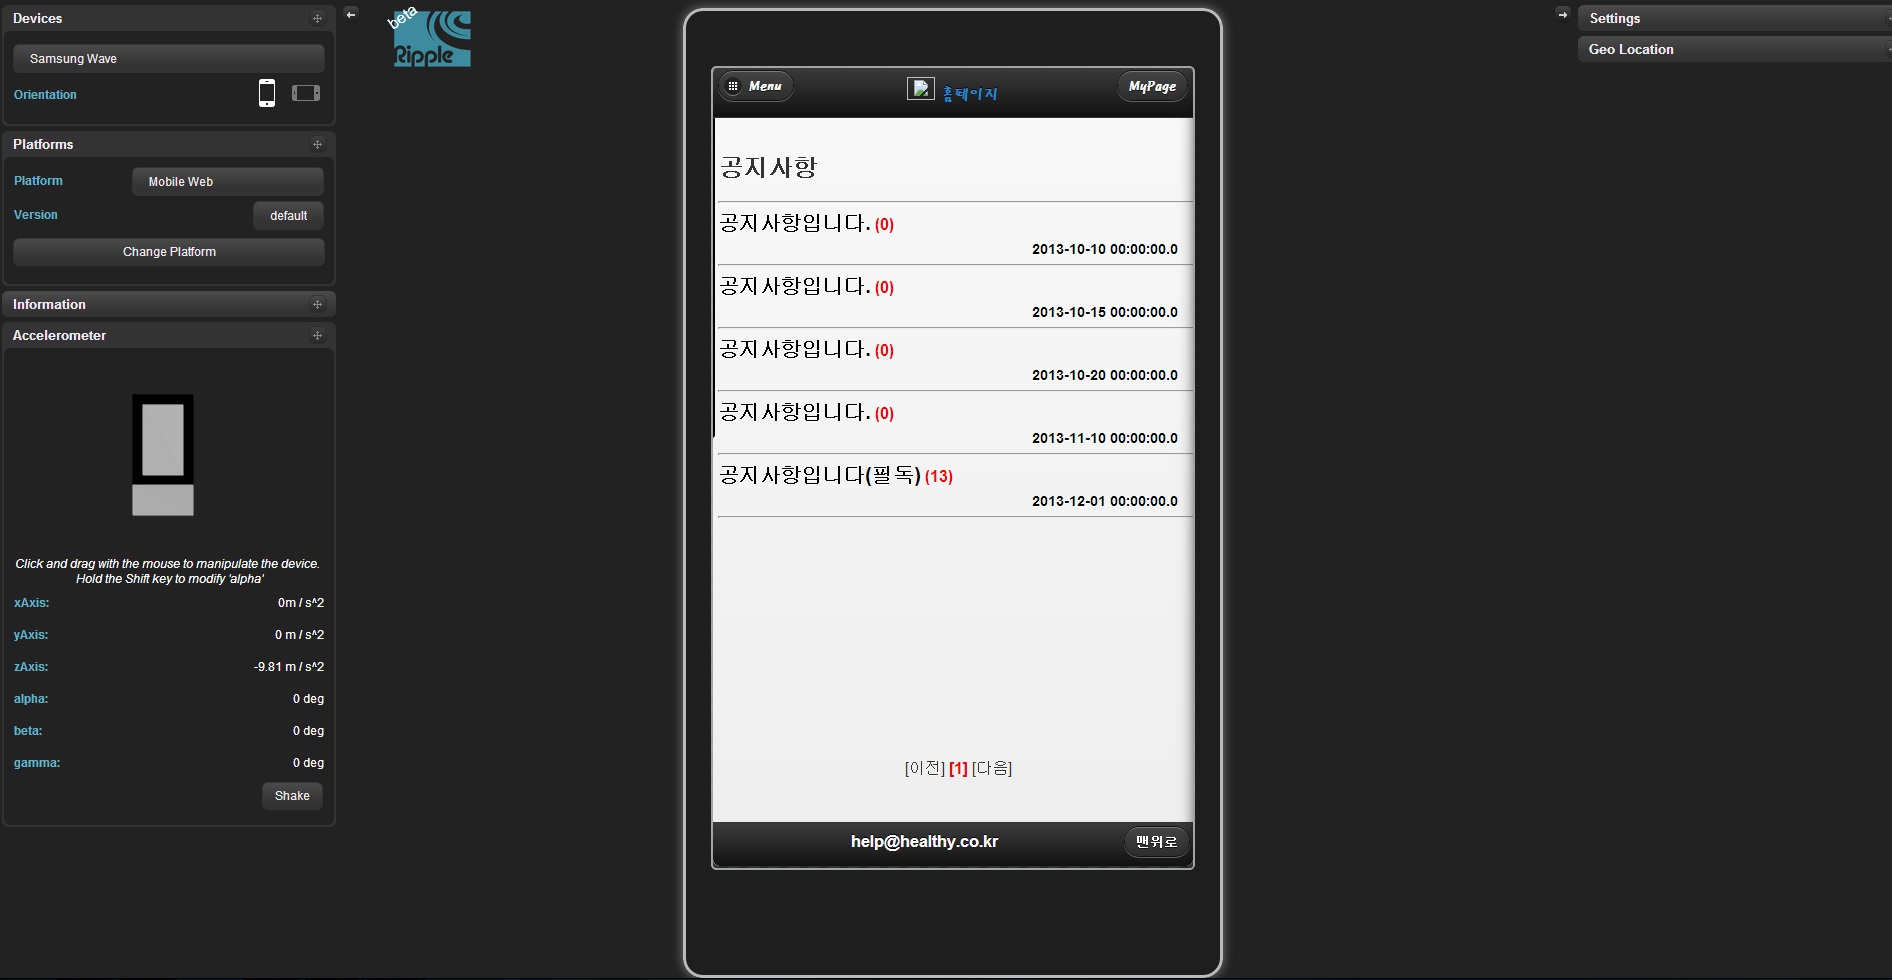 Devices
Samsung Wave
Orientation
Platforms
Platform Mobile Web
Version default
Change Platform
Information
Accelerometer
Click and drag with the mouse to manipulate the device.
Hold the Shift key to modify 'alpha'
xAxis: 0m / s^2
yAxis: 0 m / s^2
zAxis: -9.81 m / s^2
alpha: 0 deg
beta: 0 deg
gamma: 0 deg
Shake
beta
Ripple
Menu 홈페이지 MyPage
공지사항
공지사항입니다. (0)
2013-10-10 00:00:00.0
공지사항입니다. (0)
2013-10-15 00:00:00.0
공지사항입니다. (0)
2013-10-20 00:00:00.0
공지사항입니다. (0)
2013-11-10 00:00:00.0
공지사항입니다(필독) (13)
2013-12-01 00:00:00.0
[이전] [1] [다음]
help@healthy.co.kr 맨위로
Settings
Geo Location